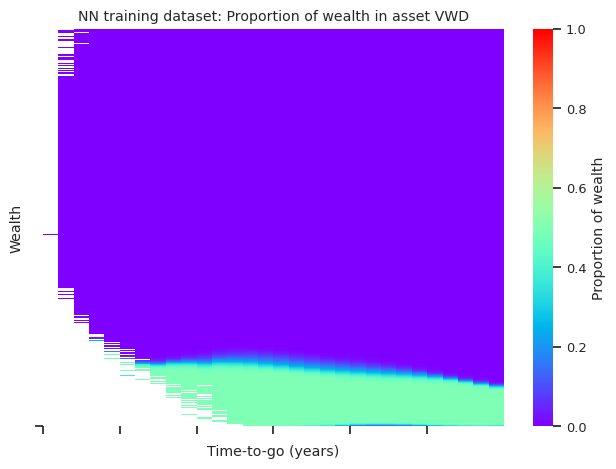 NN training dataset: Proportion of wealth in asset VWD
Wealth
Time-to-go (years)
1.0
0.8
0.6
0.4
0.2
0.0
Proportion of wealth